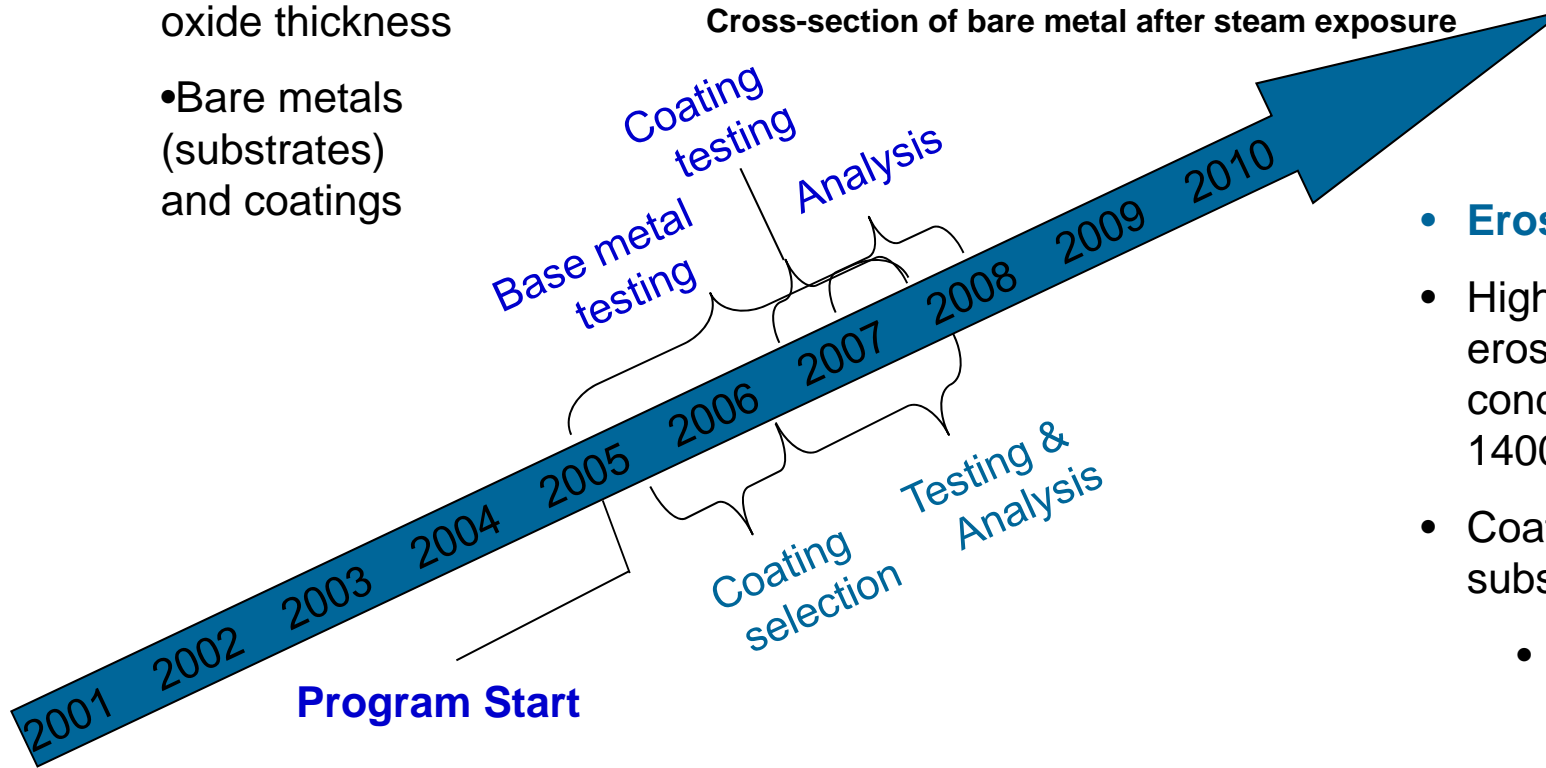 oxide thickness
•Bare metals
(substrates)
and coatings
Cross-section of bare metal after steam exposure
Coating
testing
Analysis
Base metal
testing
2001 2002 2003 2004 2005 2006 2007 2008 2009 2010
Coating
selection
Testing &
Analysis
Program Start
• Eros
• High
eros
conc
1400
• Coat
subs
•